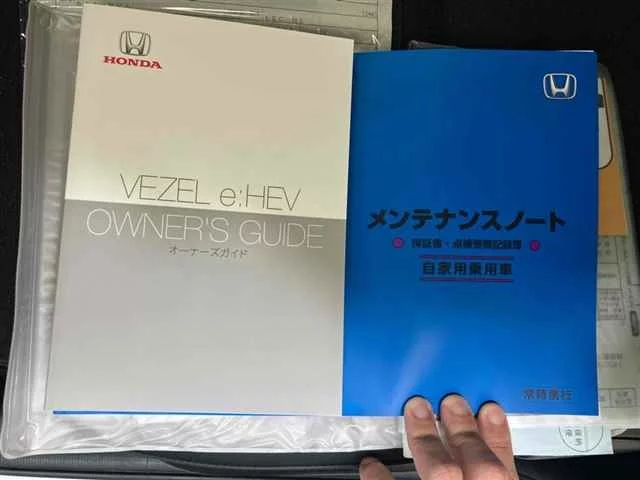 HONDA
VEZEL e:HEV
OWNER'S GUIDE
オーナーズガイド
メンテナンスノート
保証書・点検整備記録簿
自家用乗用車
常時携行